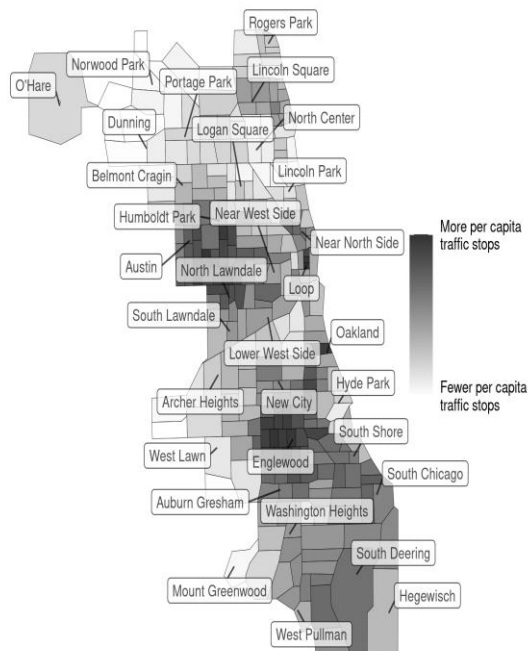 Rogers Park
Norwood Park
Lincoln Square
O'Hare
Portage Park
Dunning
Logan Square
North Center
Belmont Cragin
Lincoln Park
Humboldt Park
Near West Side
More per capita
traffic stops
Near North Side
Austin
North Lawndale
Loop
South Lawndale
Oakland
Lower West Side
Hyde Park
Fewer per capita
traffic stops
Archer Heights
New City
South Shore
West Lawn
Englewood
South Chicago
Auburn Gresham
Washington Heights
South Deering
Mount Greenwood
Hegewisch
West Pullman